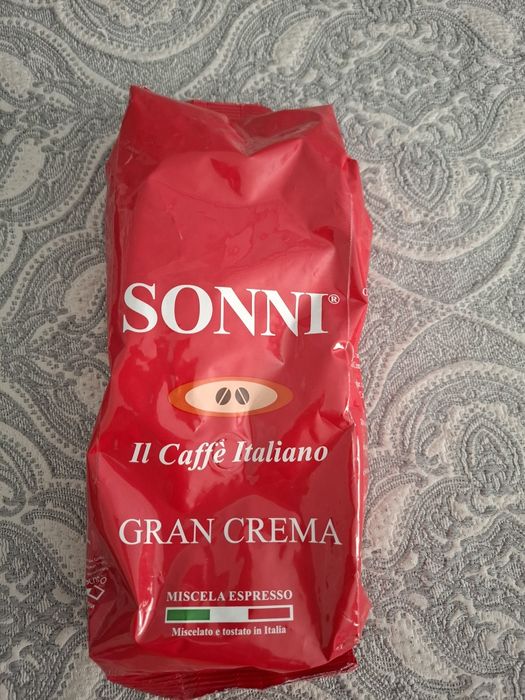 SONNI®
Il Caffè Italiano
GRAN CREMA
MISCELA ESPRESSO
Miscelato e tostato in Italia